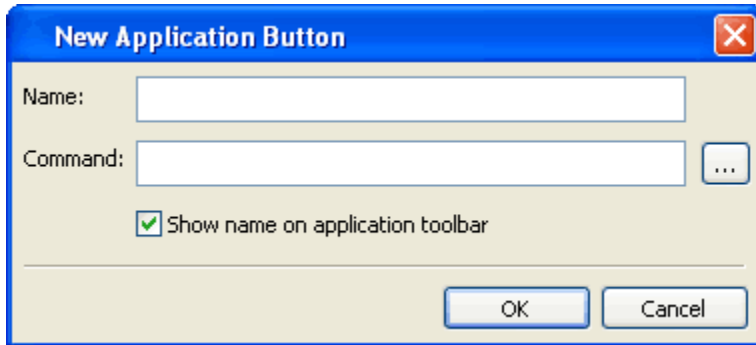 New Application Button
Name:
Command:
...
Show name on application toolbar
OK
Cancel